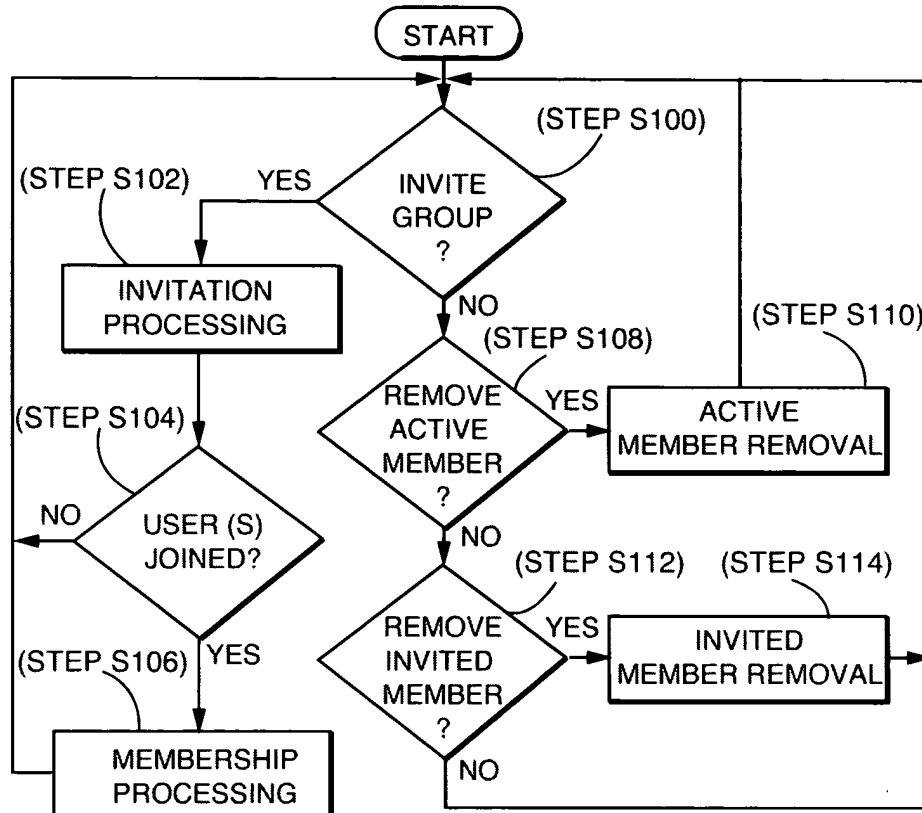 START
(STEP S100)
(STEP S102)
YES
INVITE
GROUP
?
INVITATION
PROCESSING
NO
(STEP S108)
(STEP S110)
REMOVE
ACTIVE
MEMBER
?
YES
ACTIVE
MEMBER REMOVAL
(STEP S104)
NO
USER (S)
JOINED?
NO
(STEP S112)
(STEP S114)
REMOVE
INVITED
MEMBER
?
YES
INVITED
MEMBER REMOVAL
YES
(STEP S106)
MEMBERSHIP
PROCESSING
NO